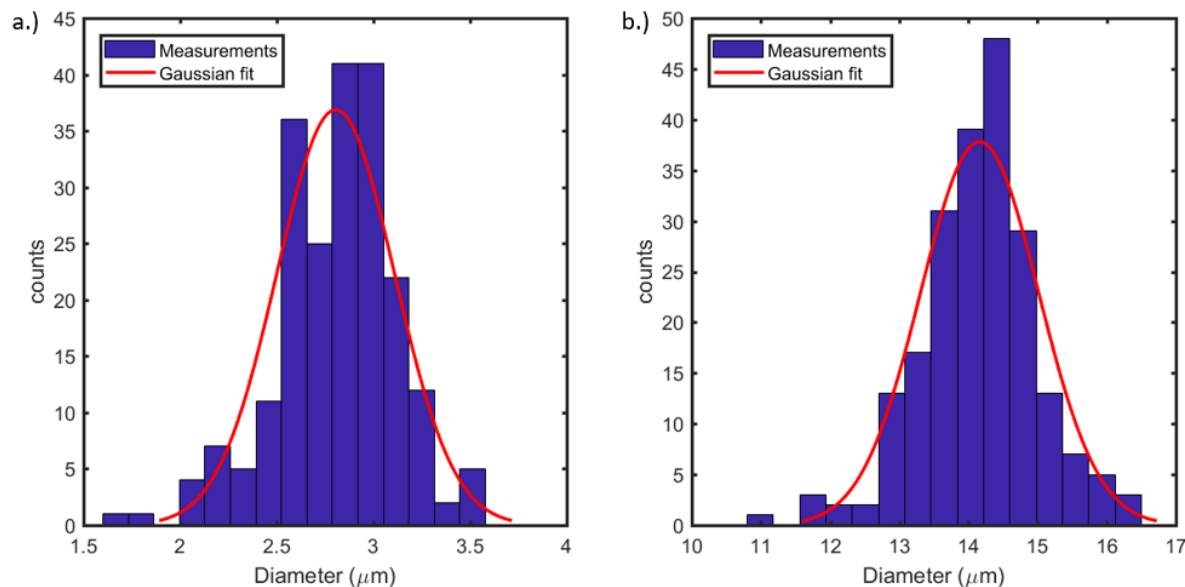 a.)
45
40
35
30
25
20
15
10
5
0
counts
Measurements
Gaussian fit
1.5 2 2.5 3 3.5 4
Diameter (μm)
b.)
50
45
40
35
30
25
20
15
10
5
0
counts
Measurements
Gaussian fit
10 11 12 13 14 15 16 17
Diameter (μm)